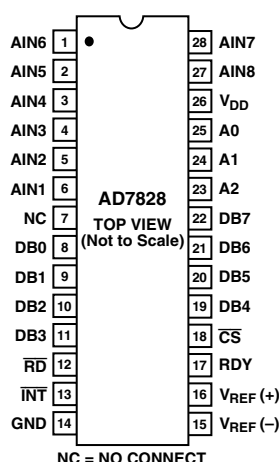 AIN6 1
AIN5 2
AIN4 3
AIN3 4
AIN2 5
AIN1 6
NC 7
DB0 8
DB1 9
DB2 10
DB3 11
R̅D̅ 12
I̅N̅T̅ 13
GND 14
AD7828
TOP VIEW
(Not to Scale)
28 AIN7
27 AIN8
26 VDD
25 A0
24 A1
23 A2
22 DB7
21 DB6
20 DB5
19 DB4
18 C̅S̅
17 RDY
16 VREF (+)
15 VREF (–)
NC = NO CONNECT